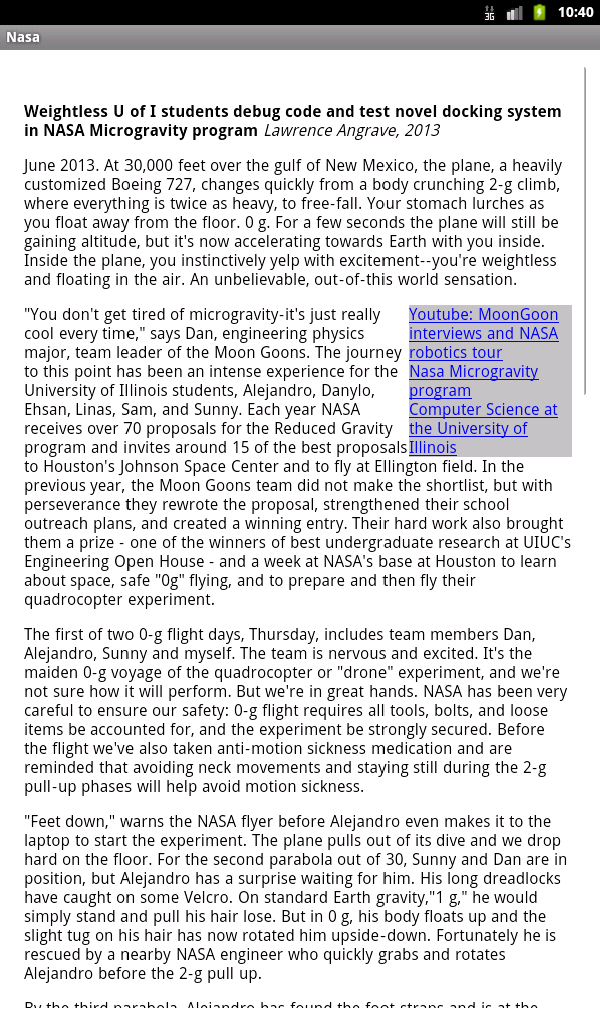 3G 10:40
Nasa
Weightless U of I students debug code and test novel docking system
in NASA Microgravity program Lawrence Angrave, 2013
June 2013. At 30,000 feet over the gulf of New Mexico, the plane, a heavily
customized Boeing 727, changes quickly from a body crunching 2-g climb,
where everything is twice as heavy, to free-fall. Your stomach lurches as
you float away from the floor. 0 g. For a few seconds the plane will still be
gaining altitude, but it's now accelerating towards Earth with you inside.
Inside the plane, you instinctively yelp with excitement--you're weightless
and floating in the air. An unbelievable, out-of-this world sensation.
"You don't get tired of microgravity-it's just really
cool every time," says Dan, engineering physics
major, team leader of the Moon Goons. The journey
to this point has been an intense experience for the
University of Illinois students, Alejandro, Danylo,
Ehsan, Linas, Sam, and Sunny. Each year NASA
receives over 70 proposals for the Reduced Gravity
program and invites around 15 of the best proposals
Youtube: MoonGoon
interviews and NASA
robotics tour
Nasa Microgravity
program
Computer Science at
the University of
Illinois
to Houston's Johnson Space Center and to fly at Ellington field. In the
previous year, the Moon Goons team did not make the shortlist, but with
perseverance they rewrote the proposal, strengthened their school
outreach plans, and created a winning entry. Their hard work also brought
them a prize - one of the winners of best undergraduate research at UIUC's
Engineering Open House - and a week at NASA's base at Houston to learn
about space, safe "0g" flying, and to prepare and then fly their
quadrocopter experiment.
The first of two 0-g flight days, Thursday, includes team members Dan,
Alejandro, Sunny and myself. The team is nervous and excited. It's the
maiden 0-g voyage of the quadrocopter or "drone" experiment, and we're
not sure how it will perform. But we're in great hands. NASA has been very
careful to ensure our safety: 0-g flight requires all tools, bolts, and loose
items be accounted for, and the experiment be strongly secured. Before
the flight we've also taken anti-motion sickness medication and are
reminded that avoiding neck movements and staying still during the 2-g
pull-up phases will help avoid motion sickness.
"Feet down," warns the NASA flyer before Alejandro even makes it to the
laptop to start the experiment. The plane pulls out of its dive and we drop
hard on the floor. For the second parabola out of 30, Sunny and Dan are in
position, but Alejandro has a surprise waiting for him. His long dreadlocks
have caught on some Velcro. On standard Earth gravity,"1 g," he would
simply stand and pull his hair lose. But in 0 g, his body floats up and the
slight tug on his hair has now rotated him upside-down. Fortunately he is
rescued by a nearby NASA engineer who quickly grabs and rotates
Alejandro before the 2-g pull up.
By the third parabola, Alejandro has found the foot straps and is at the